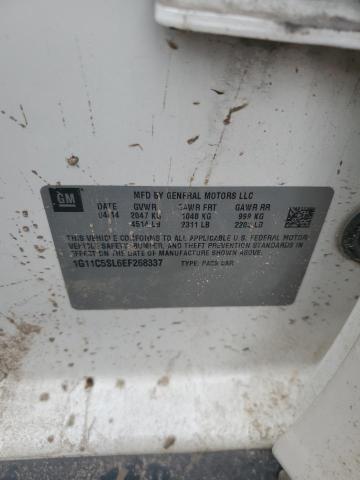 GM
MFD BY GENERAL MOTORS LLC
DATE GVWR GAWR FRT GAWR RR
04/14 2047 KG 1048 KG 999 KG
4514 LB 2311 LB 2203 LB
THIS VEHICLE CONFORMS TO ALL APPLICABLE U.S. FEDERAL MOTOR
VEHICLE SAFETY, BUMPER, AND THEFT PREVENTION STANDARDS
IN EFFECT ON THE DATE OF MANUFACTURE SHOWN ABOVE.
1G11C5SL6EF268337 TYPE: PASS CAR